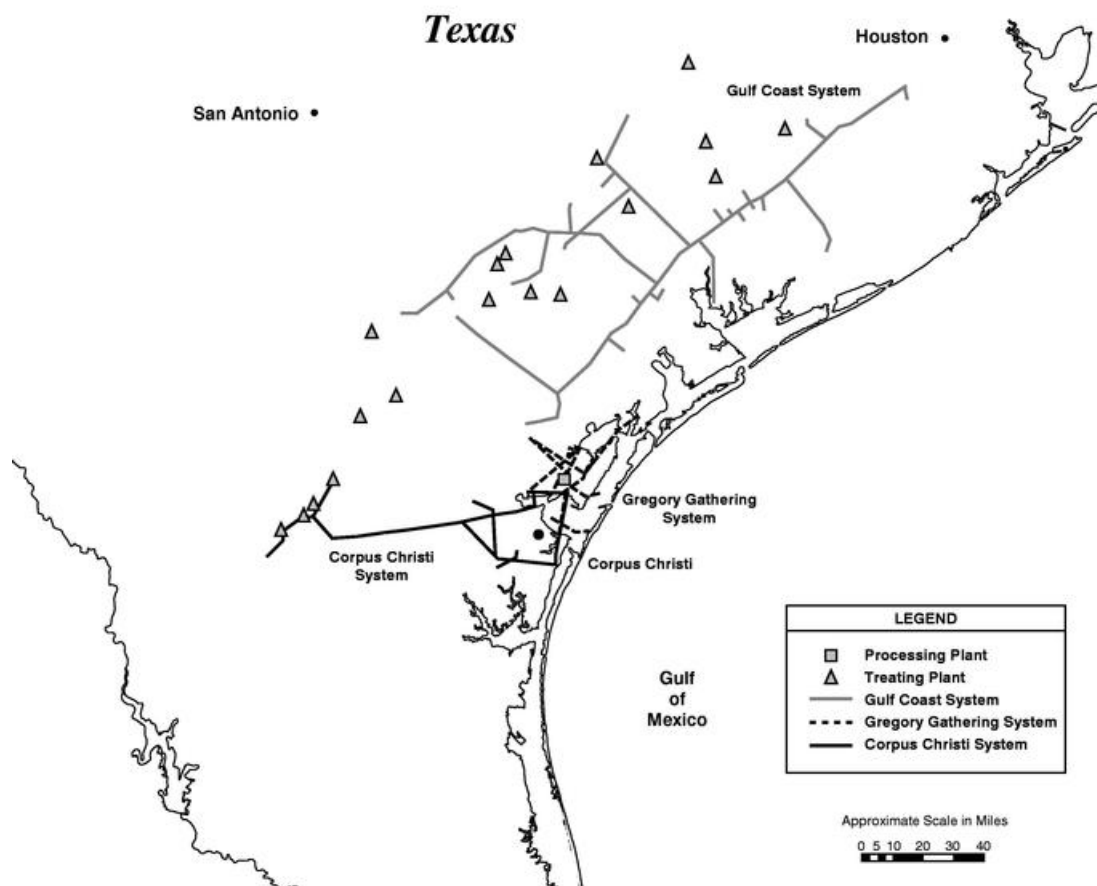 Texas
Houston
San Antonio
Gulf Coast System
Gregory Gathering
System
Corpus Christi
System
Corpus Christi
Gulf
of
Mexico
LEGEND
Processing Plant
Treating Plant
Gulf Coast System
Gregory Gathering System
Corpus Christi System
Approximate Scale in Miles
0 5 10 20 30 40